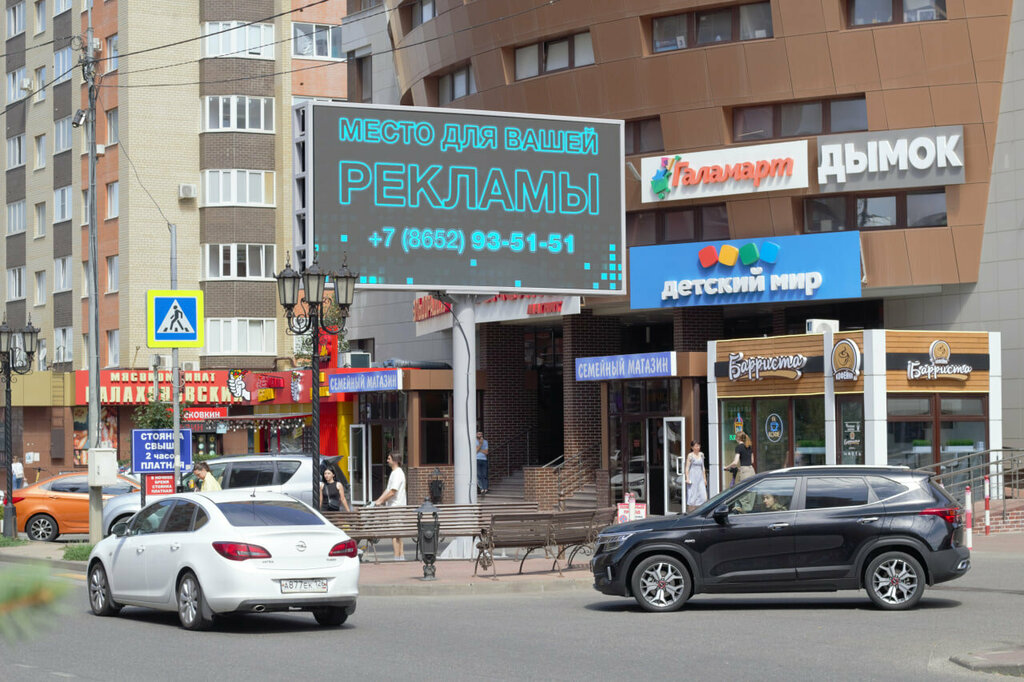 МЕСТО ДЛЯ ВАШЕЙ
РЕКЛАМЫ
+7 (8652) 93-51-51
Галамарт
ДЫМОК
детский мир
СЕМЕЙНЫЙ МАГАЗИН
СЕМЕЙНЫЙ МАГАЗИН
Барриста
КОФЕЙНЯ
Барриста
МЯСОКОМБИНАТ
СТОЯНКА
СВЫШЕ
2 часов
ПЛАТНАЯ
А877ЕК 126